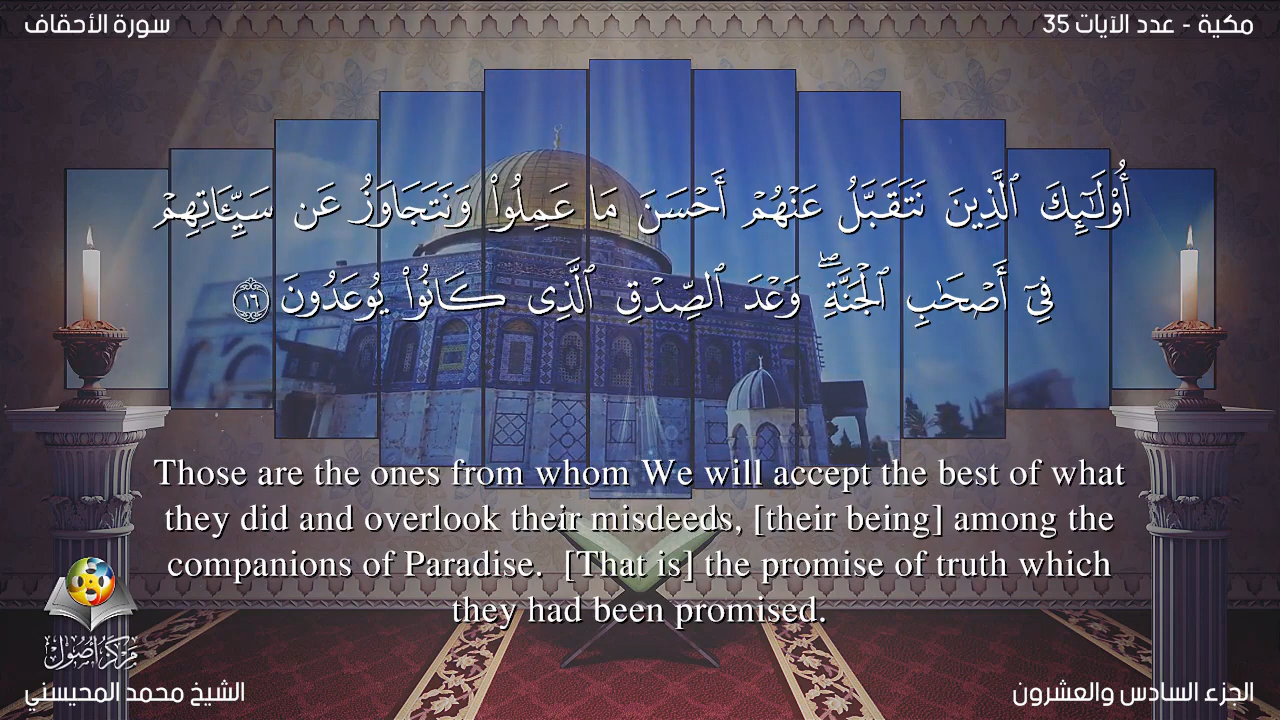 مكية - عدد الآيات 35
سورة الأحقاف
أُو۟لَـٰٓئِكَ ٱلَّذِينَ نَتَقَبَّلُ عَنْهُمْ أَحْسَنَ مَا عَمِلُوا۟ وَنَتَجَاوَزُ عَن سَيِّـَٔاتِهِمْ
فِىٓ أَصْحَـٰبِ ٱلْجَنَّةِ ۖ وَعْدَ ٱلصِّدْقِ ٱلَّذِى كَانُوا۟ يُوعَدُونَ ١٦
Those are the ones from whom We will accept the best of what
they did and overlook their misdeeds, [their being] among the
companions of Paradise. [That is] the promise of truth which
they had been promised.
مركز أصول
الجزء السادس والعشرون
الشيخ محمد المحيسني